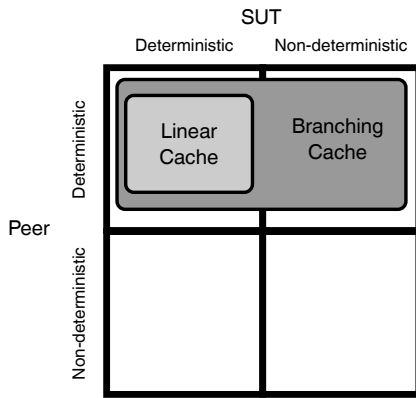 SUT
Deterministic
Non-deterministic
Deterministic
Linear
Cache
Branching
Cache
Peer
Non-deterministic